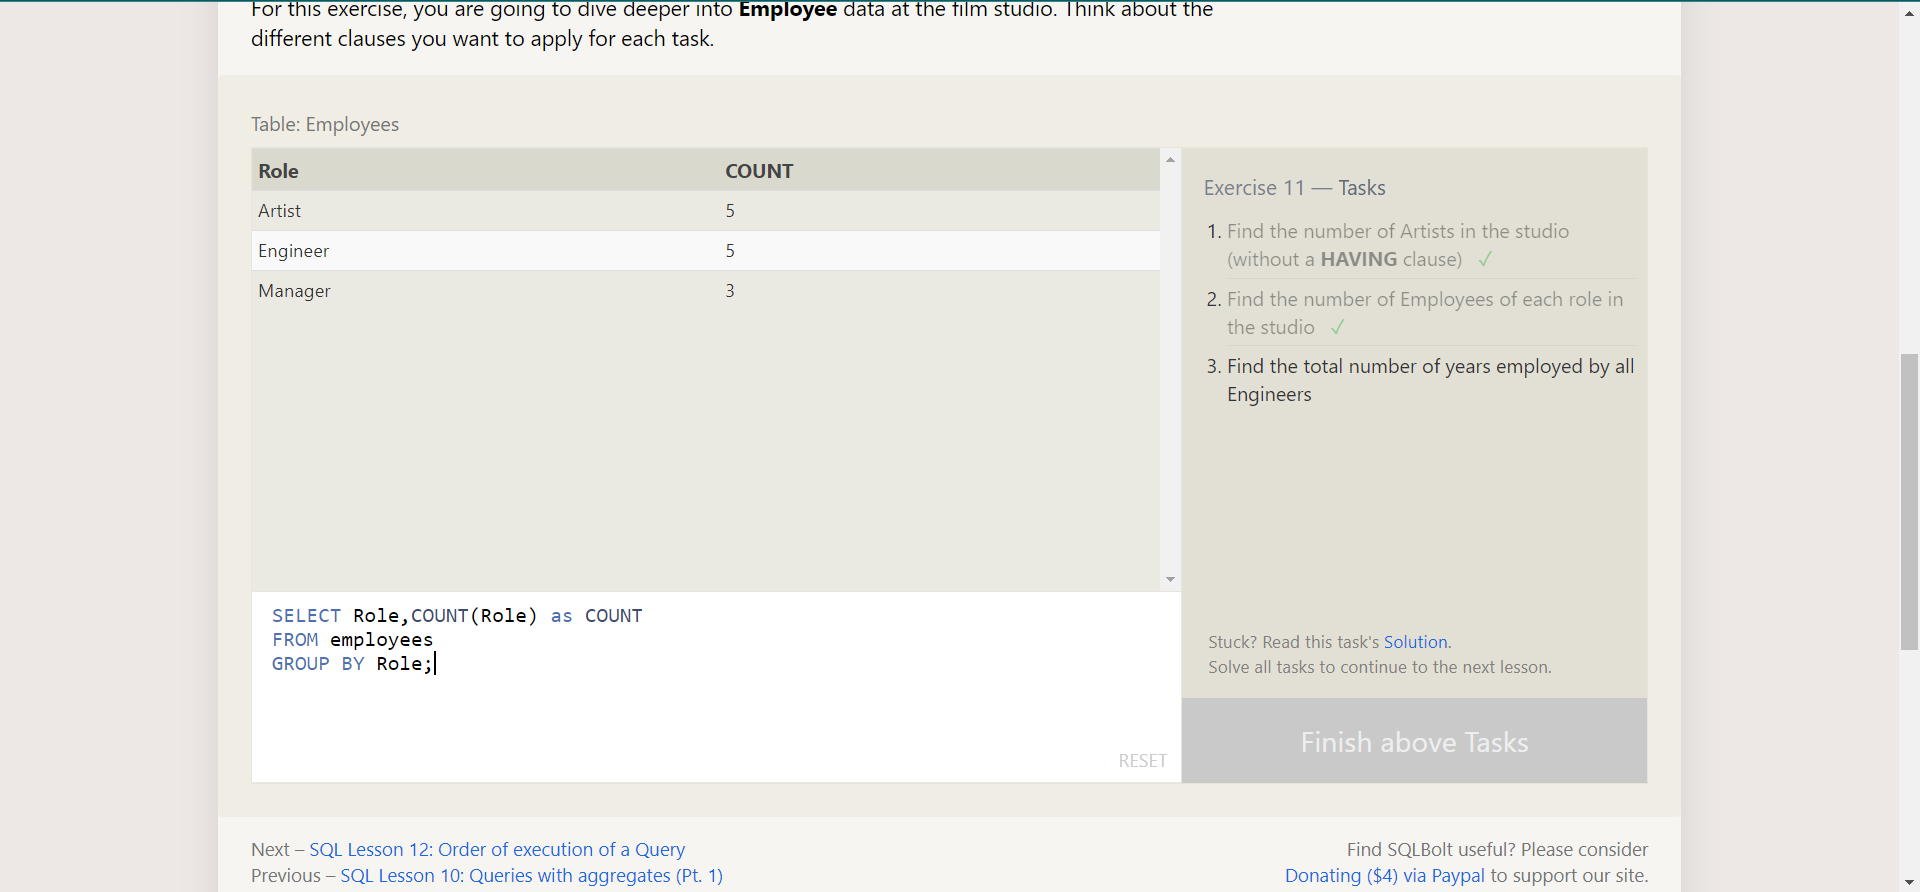 For this exercise, you are going to dive deeper into Employee data at the film studio. Think about the
different clauses you want to apply for each task.
Table: Employees
Role COUNT
Artist 5
Engineer 5
Manager 3
SELECT Role,COUNT(Role) as COUNT
FROM employees
GROUP BY Role;
RESET
Exercise 11 — Tasks
1. Find the number of Artists in the studio
(without a HAVING clause) ✓
2. Find the number of Employees of each role in
the studio ✓
3. Find the total number of years employed by all
Engineers
Stuck? Read this task's Solution.
Solve all tasks to continue to the next lesson.
Finish above Tasks
Next – SQL Lesson 12: Order of execution of a Query
Previous – SQL Lesson 10: Queries with aggregates (Pt. 1)
Find SQLBolt useful? Please consider
Donating ($4) via Paypal to support our site.